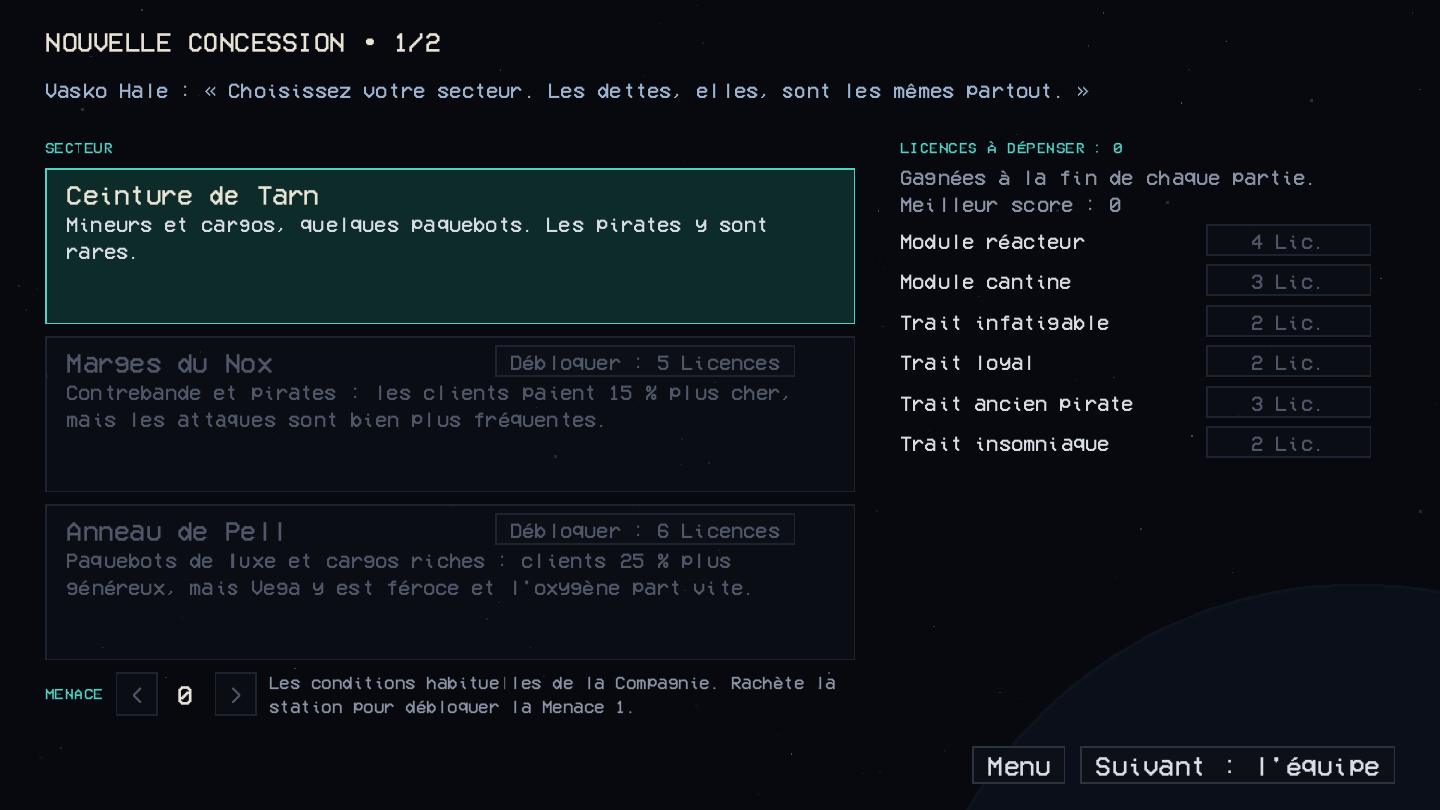 NOUVELLE CONCESSION • 1/2
Vasko Hale : « Choisissez votre secteur. Les dettes, elles, sont les mêmes partout. »
SECTEUR
Ceinture de Tarn
Mineurs et cargos, quelques paquebots. Les pirates y sont
rares.
Marges du Nox
Débloquer : 5 Licences
Contrebande et pirates : les clients paient 15 % plus cher,
mais les attaques sont bien plus fréquentes.
Anneau de Pell
Débloquer : 6 Licences
Paquebots de luxe et cargos riches : clients 25 % plus
généreux, mais Vega y est féroce et l'oxygène part vite.
MENACE
<
0
>
Les conditions habituelles de la Compagnie. Rachète la
station pour débloquer la Menace 1.
LICENCES À DÉPENSER : 0
Gagnées à la fin de chaque partie.
Meilleur score : 0
Module réacteur 4 Lic.
Module cantine 3 Lic.
Trait infatigable 2 Lic.
Trait loyal 2 Lic.
Trait ancien pirate 3 Lic.
Trait insomniaque 2 Lic.
Menu
Suivant : l'équipe